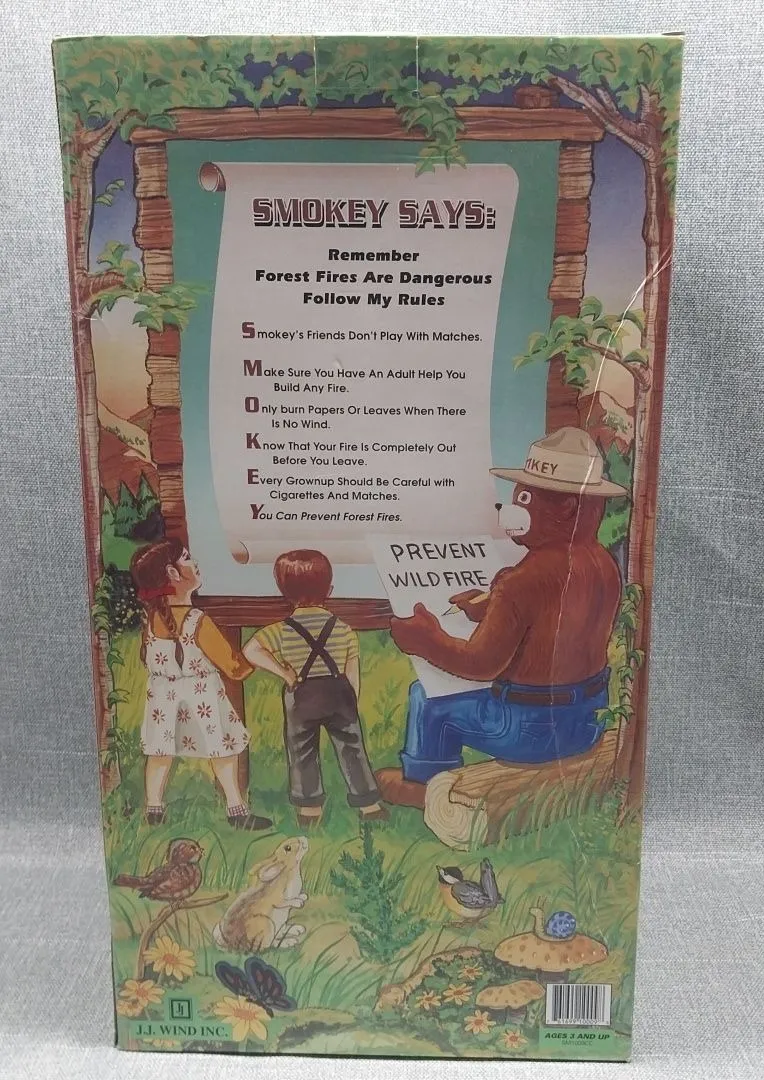 SMOKEY SAYS:
Remember
Forest Fires Are Dangerous
Follow My Rules
Smokey's Friends Don't Play With Matches.
Make Sure You Have An Adult Help You
Build Any Fire.
Only burn Papers Or Leaves When There
Is No Wind.
Know That Your Fire Is Completely Out
Before You Leave.
Every Grownup Should Be Careful with
Cigarettes And Matches.
You Can Prevent Forest Fires.
PREVENT
WILDFIRE
J.J. WIND INC.
AGES 3 AND UP